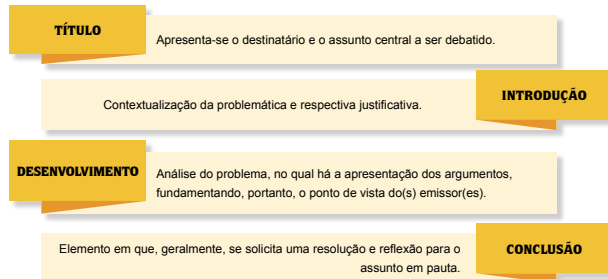 TÍTULO
Apresenta-se o destinatário e o assunto central a ser debatido.
INTRODUÇÃO
Contextualização da problemática e respectiva justificativa.
DESENVOLVIMENTO
Análise do problema, no qual há a apresentação dos argumentos,
fundamentando, portanto, o ponto de vista do(s) emissor(es).
Elemento em que, geralmente, se solicita uma resolução e reflexão para o
assunto em pauta.
CONCLUSÃO